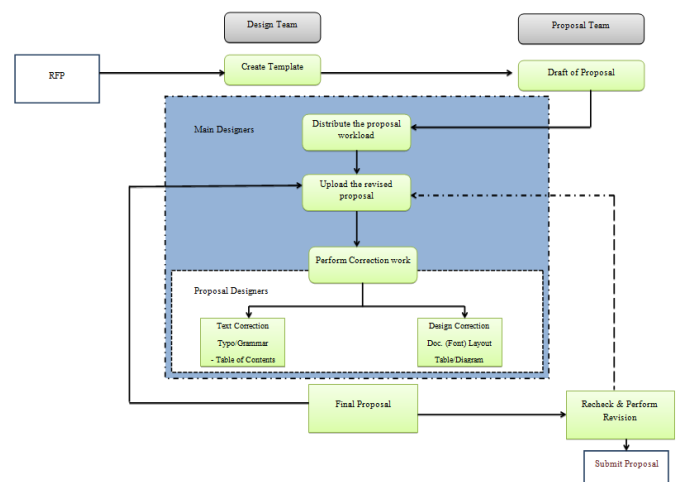 Design Team
Proposal Team
RFP
Create Template
Draft of Proposal
Main Designers
Distribute the proposal
workload
Upload the revised
proposal
Perform Correction work
Proposal Designers
Text Correction
Typo/Grammar
- Table of Contents
Design Correction
Doc. (Font) Layout
Table/Diagram
Final Proposal
Recheck & Perform
Revision
Submit Proposal